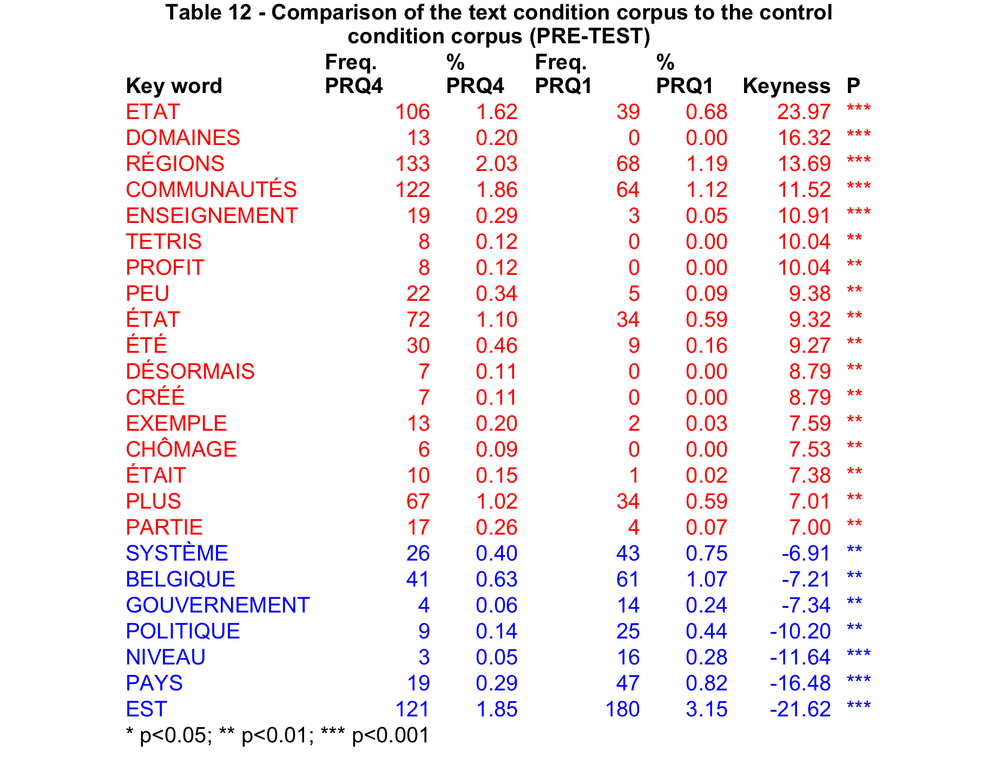 Table 12 - Comparison of the text condition corpus to the control
condition corpus (PRE-TEST)
Freq. % Freq. %
Key word PRQ4 PRQ4 PRQ1 PRQ1 Keyness P
ETAT 106 1.62 39 0.68 23.97 ***
DOMAINES 13 0.20 0 0.00 16.32 ***
RÉGIONS 133 2.03 68 1.19 13.69 ***
COMMUNAUTÉS 122 1.86 64 1.12 11.52 ***
ENSEIGNEMENT 19 0.29 3 0.05 10.91 ***
TETRIS 8 0.12 0 0.00 10.04 **
PROFIT 8 0.12 0 0.00 10.04 **
PEU 22 0.34 5 0.09 9.38 **
ÉTAT 72 1.10 34 0.59 9.32 **
ÉTÉ 30 0.46 9 0.16 9.27 **
DÉSORMAIS 7 0.11 0 0.00 8.79 **
CRÉÉ 7 0.11 0 0.00 8.79 **
EXEMPLE 13 0.20 2 0.03 7.59 **
CHÔMAGE 6 0.09 0 0.00 7.53 **
ÉTAIT 10 0.15 1 0.02 7.38 **
PLUS 67 1.02 34 0.59 7.01 **
PARTIE 17 0.26 4 0.07 7.00 **
SYSTÈME 26 0.40 43 0.75 -6.91 **
BELGIQUE 41 0.63 61 1.07 -7.21 **
GOUVERNEMENT 4 0.06 14 0.24 -7.34 **
POLITIQUE 9 0.14 25 0.44 -10.20 **
NIVEAU 3 0.05 16 0.28 -11.64 ***
PAYS 19 0.29 47 0.82 -16.48 ***
EST 121 1.85 180 3.15 -21.62 ***
* p<0.05; ** p<0.01; *** p<0.001